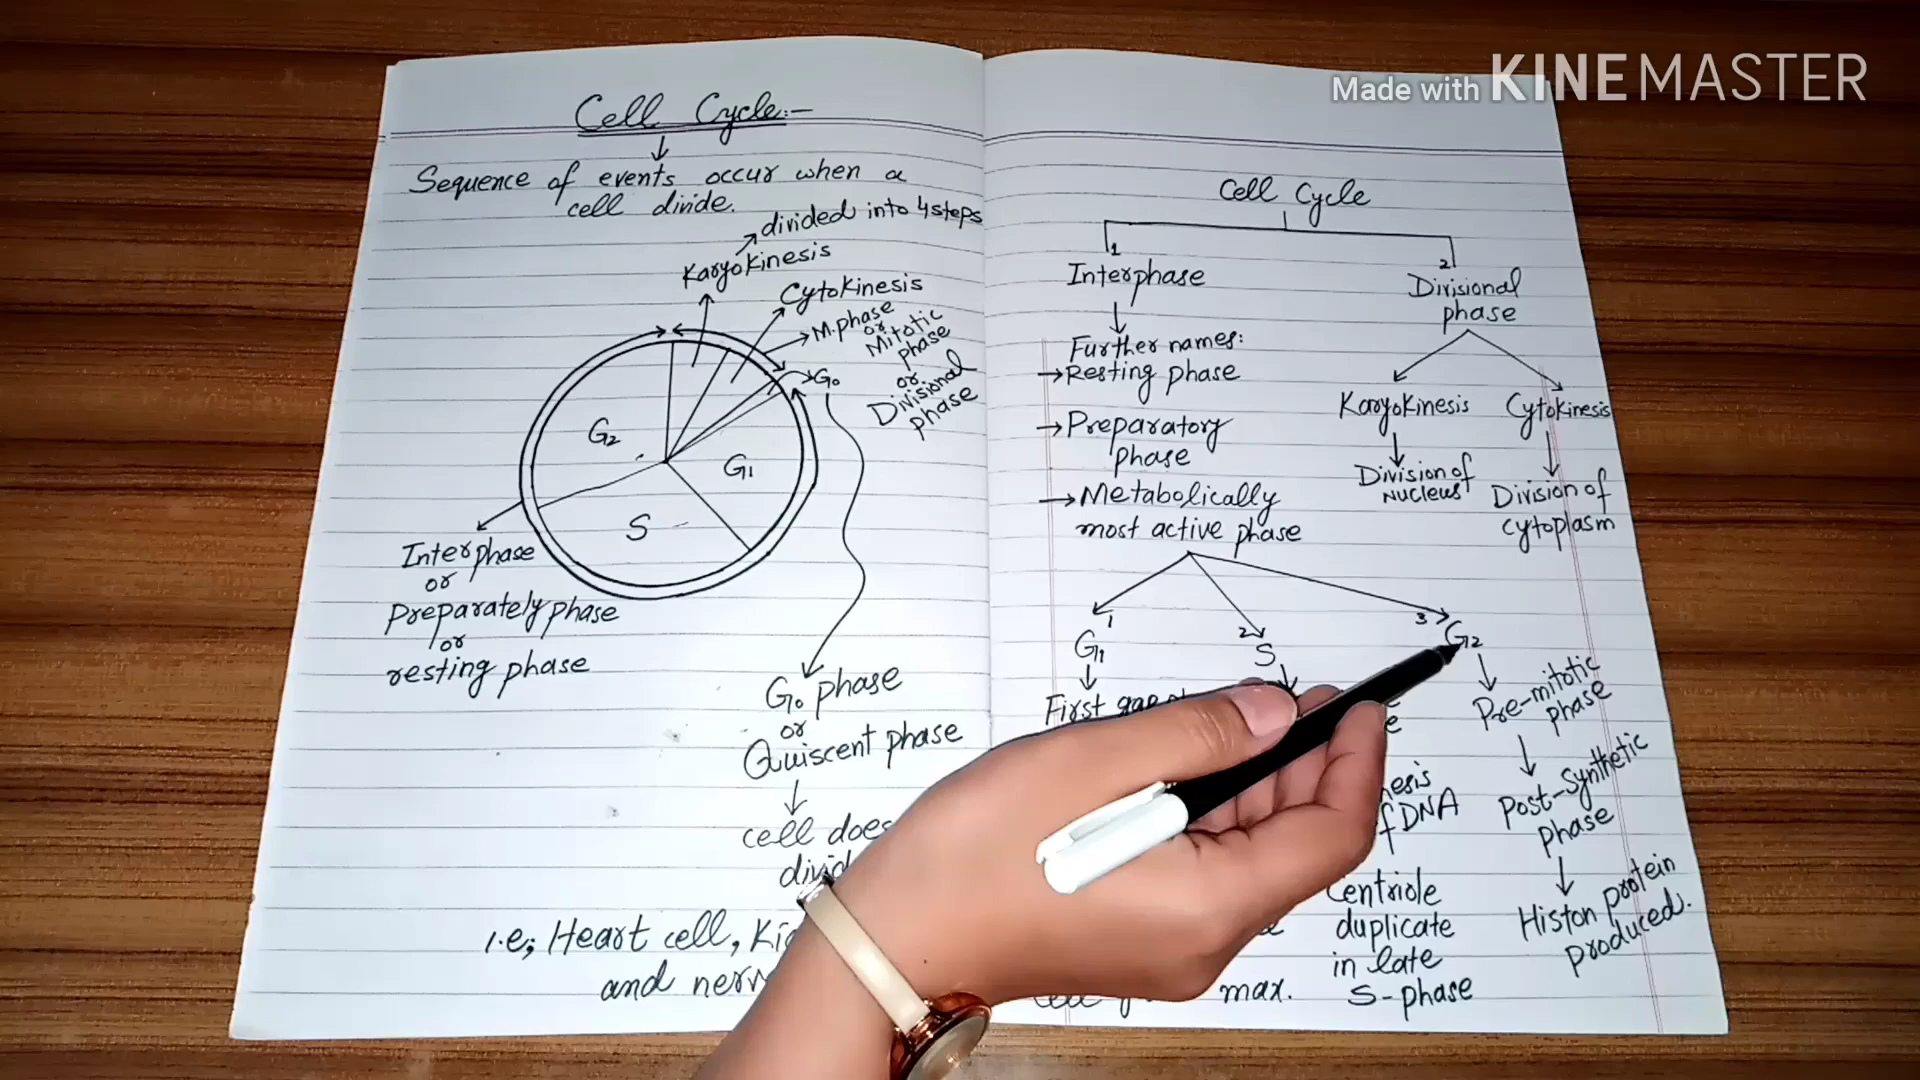 Made with KINEMASTER
Cell Cycle:-
Sequence of events occur when a
cell divide.
divided into 4 steps
Karyokinesis
Cytokinesis
M.phase
or
Mitotic
phase
or
Divisional
phase
G0
G2
G1
S
Interphase
or
Preparately phase
or
resting phase
G0 phase
or
Quiscent phase
cell does
i.e; Heart cell,
and
Cell Cycle
1
Interphase
Further names:
→Resting phase
→Preparatory
phase
→Metabolically
most active phase
2
Divisional
phase
Karyokinesis
Division of
Nucleus
Cytokinesis
Division of
cytoplasm
1
G1
First gap
2
S
of DNA
Centriole
duplicate
in late
S-phase
max.
3
G2
Pre-mitotic
phase
Post-Synthetic
phase
Histon protein
produced.